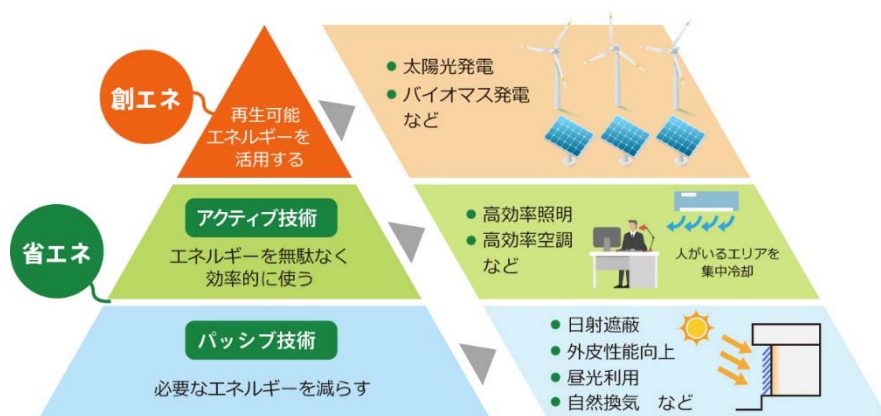 創エネ
再生可能
エネルギーを
活用する
● 太陽光発電
● バイオマス発電
など
省エネ
アクティブ技術
エネルギーを無駄なく
効率的に使う
● 高効率照明
● 高効率空調
など
人がいるエリアを
集中冷却
パッシブ技術
必要なエネルギーを減らす
● 日射遮蔽
● 外皮性能向上
● 昼光利用
● 自然換気 など